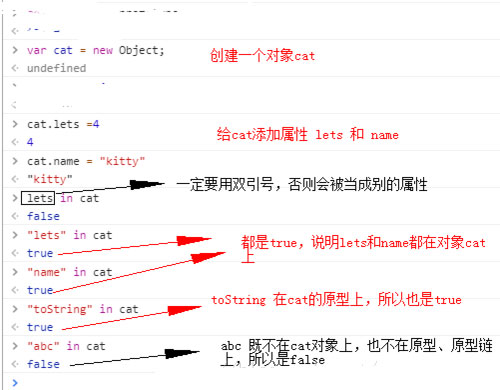 var cat = new Object;
创建一个对象cat
undefined
cat.lets =4
给cat添加属性 lets 和 name
4
cat.name = "kitty"
"kitty"
一定要用双引号，否则会被当成别的属性
lets in cat
false
"lets" in cat
都是true，说明lets和name都在对象cat
上
true
"name" in cat
true
toString 在cat的原型上，所以也是true
"toString" in cat
true
"abc" in cat
abc 既不在cat对象上，也不在原型、原型链
上，所以是false
false